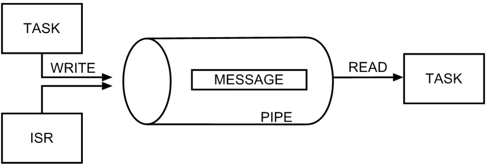 TASK
WRITE
ISR
MESSAGE
PIPE
READ
TASK